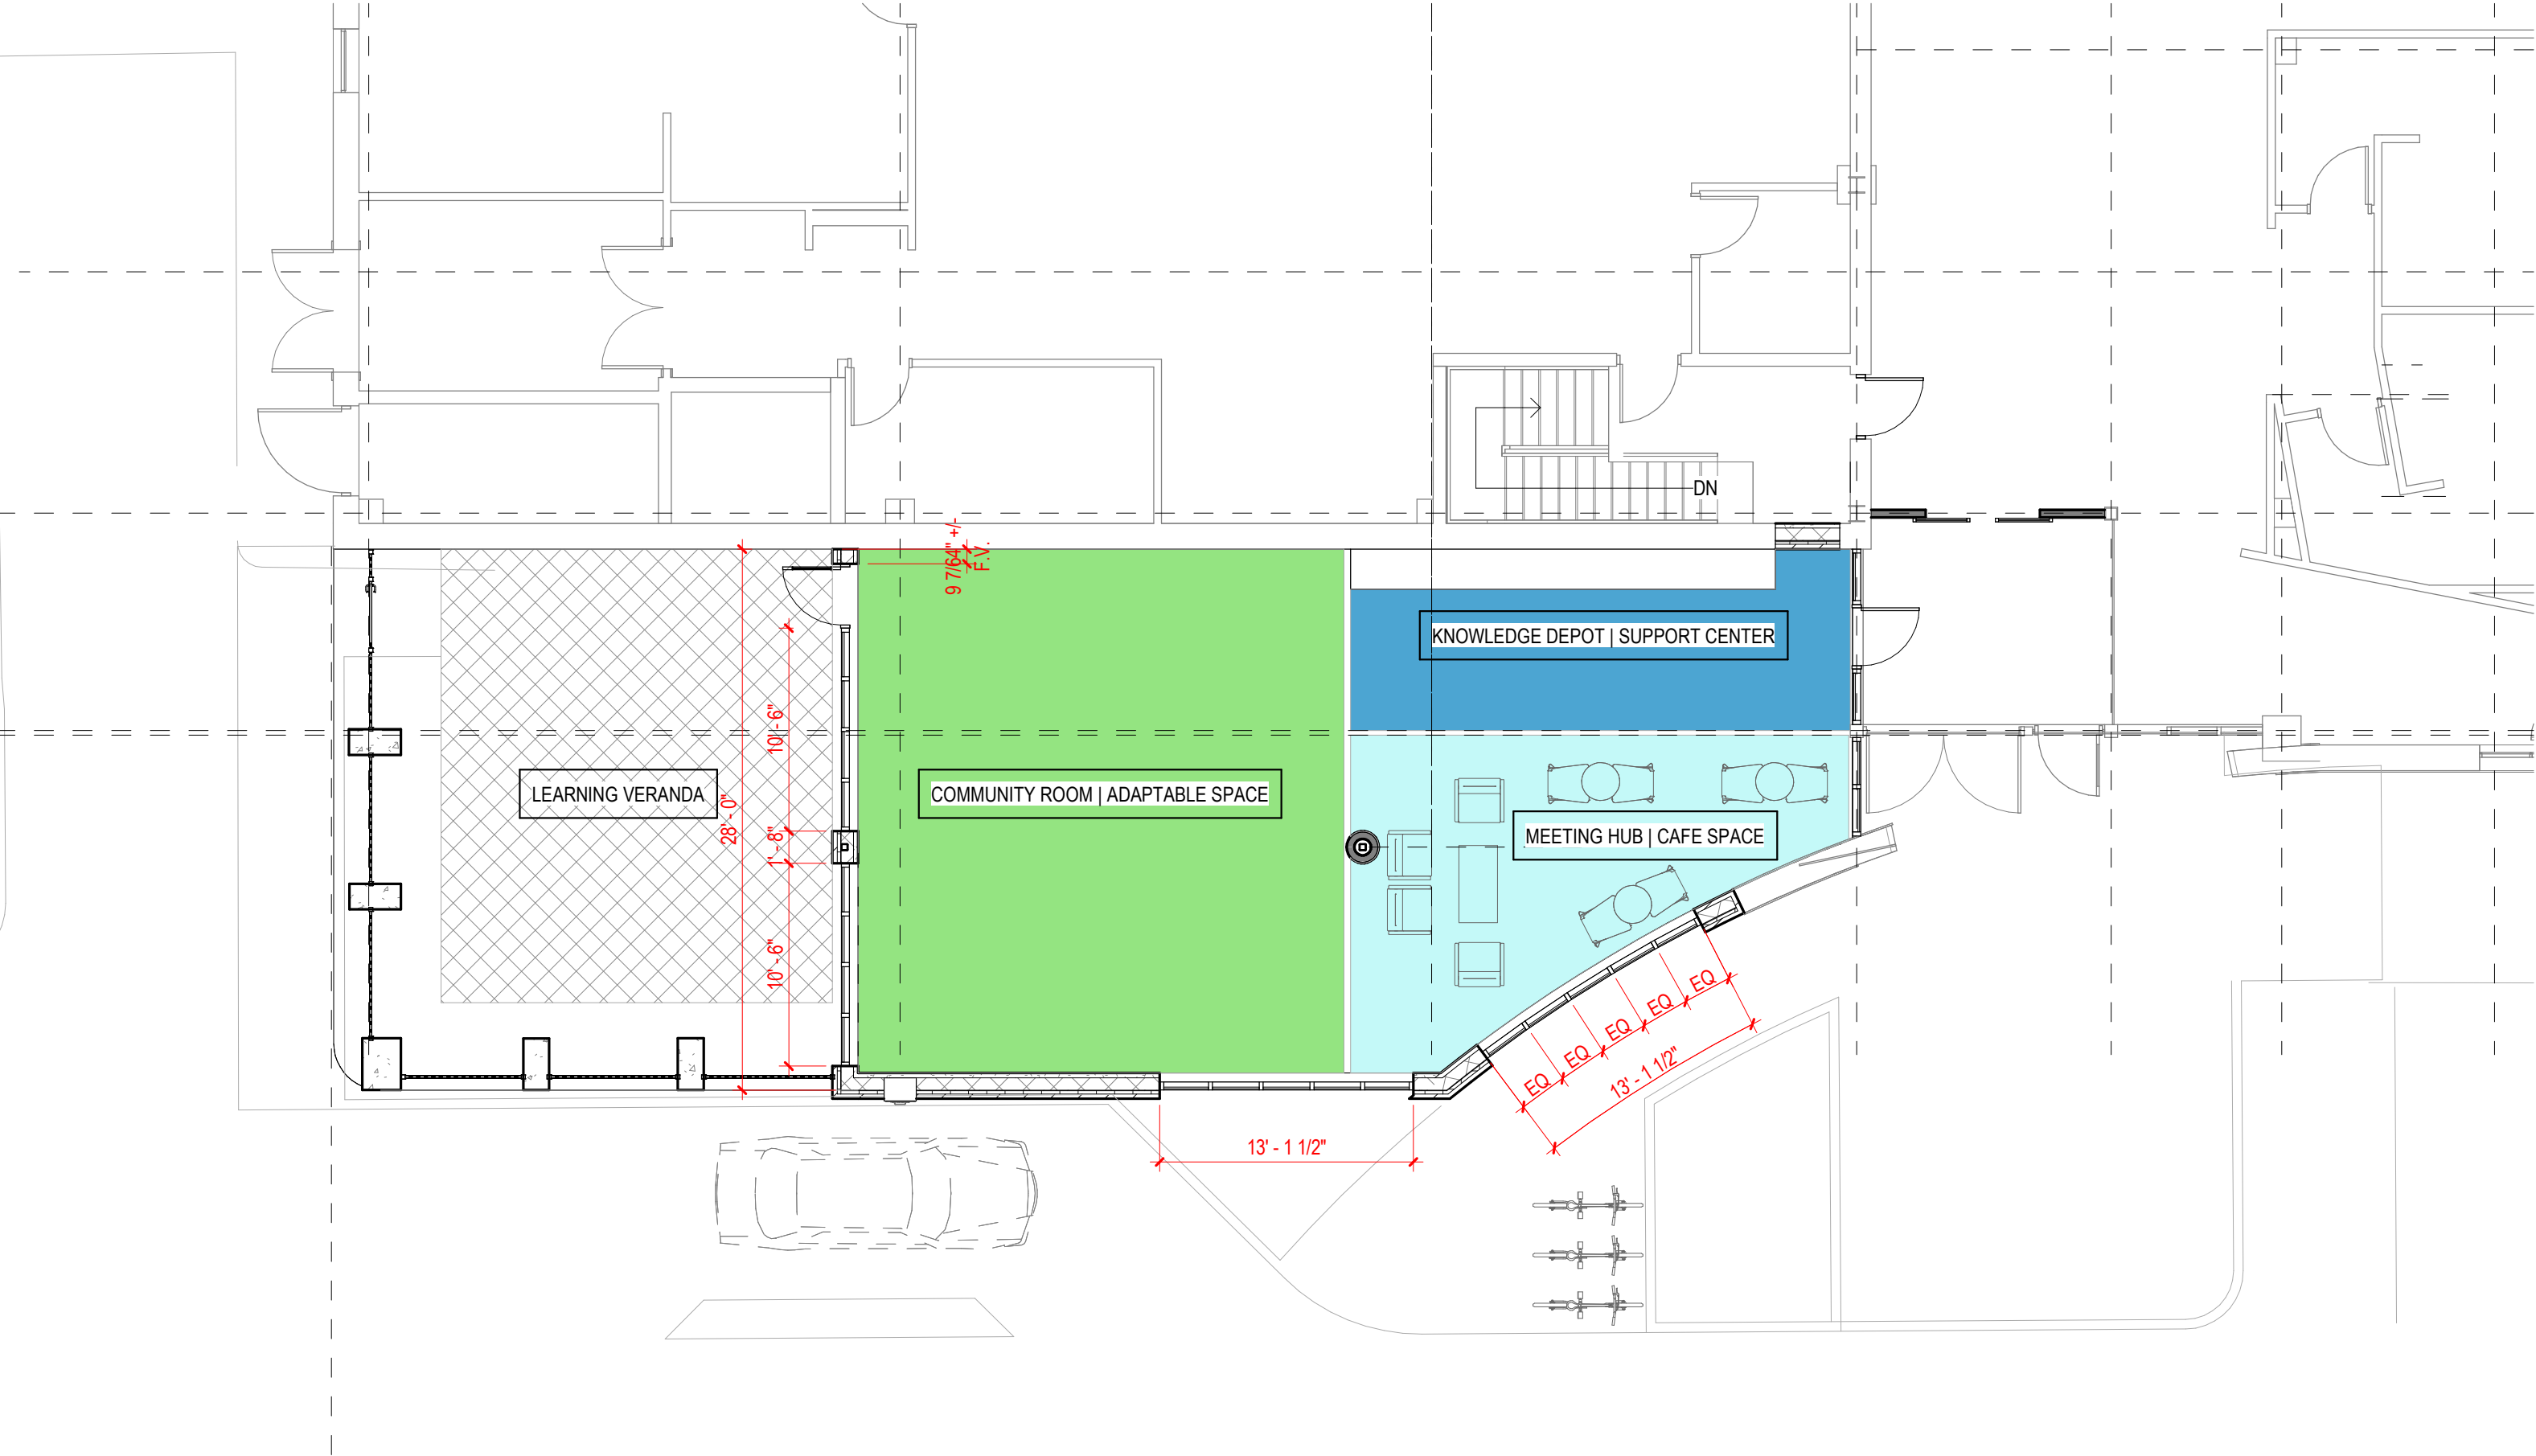 DN
9 7/64" +/-
F.V.
KNOWLEDGE DEPOT | SUPPORT CENTER
10' - 6"
LEARNING VERANDA
28' - 0"
COMMUNITY ROOM | ADAPTABLE SPACE
1' - 8"
MEETING HUB | CAFE SPACE
10' - 6"
EQ
EQ
EQ
EQ
EQ
13' - 1 1/2"
13' - 1 1/2"